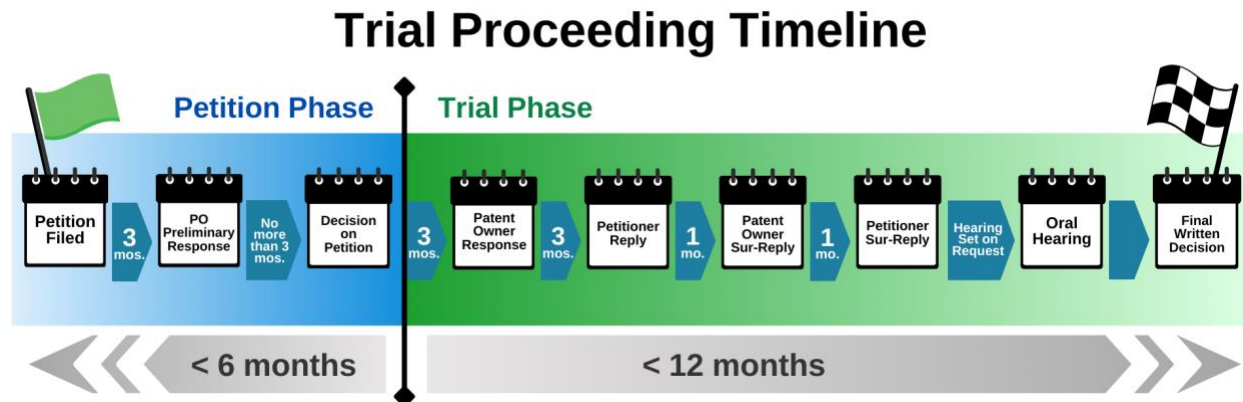 Trial Proceeding Timeline
Petition Phase
Trial Phase
Petition
Filed
3
mos.
PO
Preliminary
Response
No
more
than 3
mos.
Decision
on
Petition
3
mos.
Patent
Owner
Response
3
mos.
Petitioner
Reply
1
mo.
Patent
Owner
Sur-Reply
1
mo.
Petitioner
Sur-Reply
Hearing
Set on
Request
Oral
Hearing
Final
Written
Decision
< 6 months
< 12 months